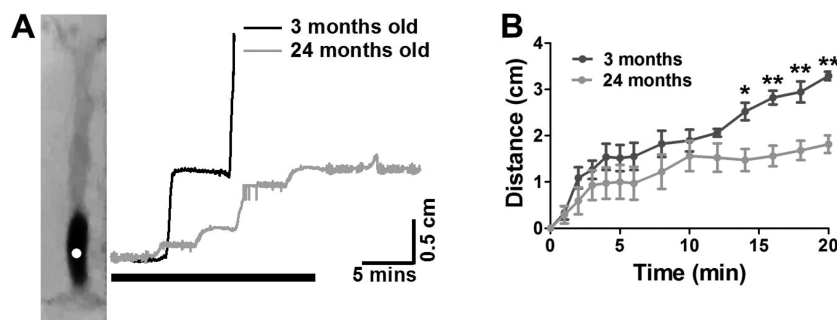 A
3 months old
24 months old
0.5 cm
5 mins
B
Distance (cm)
4
3
2
1
0
3 months
24 months
*
**
**
**
0
5
10
15
20
Time (min)